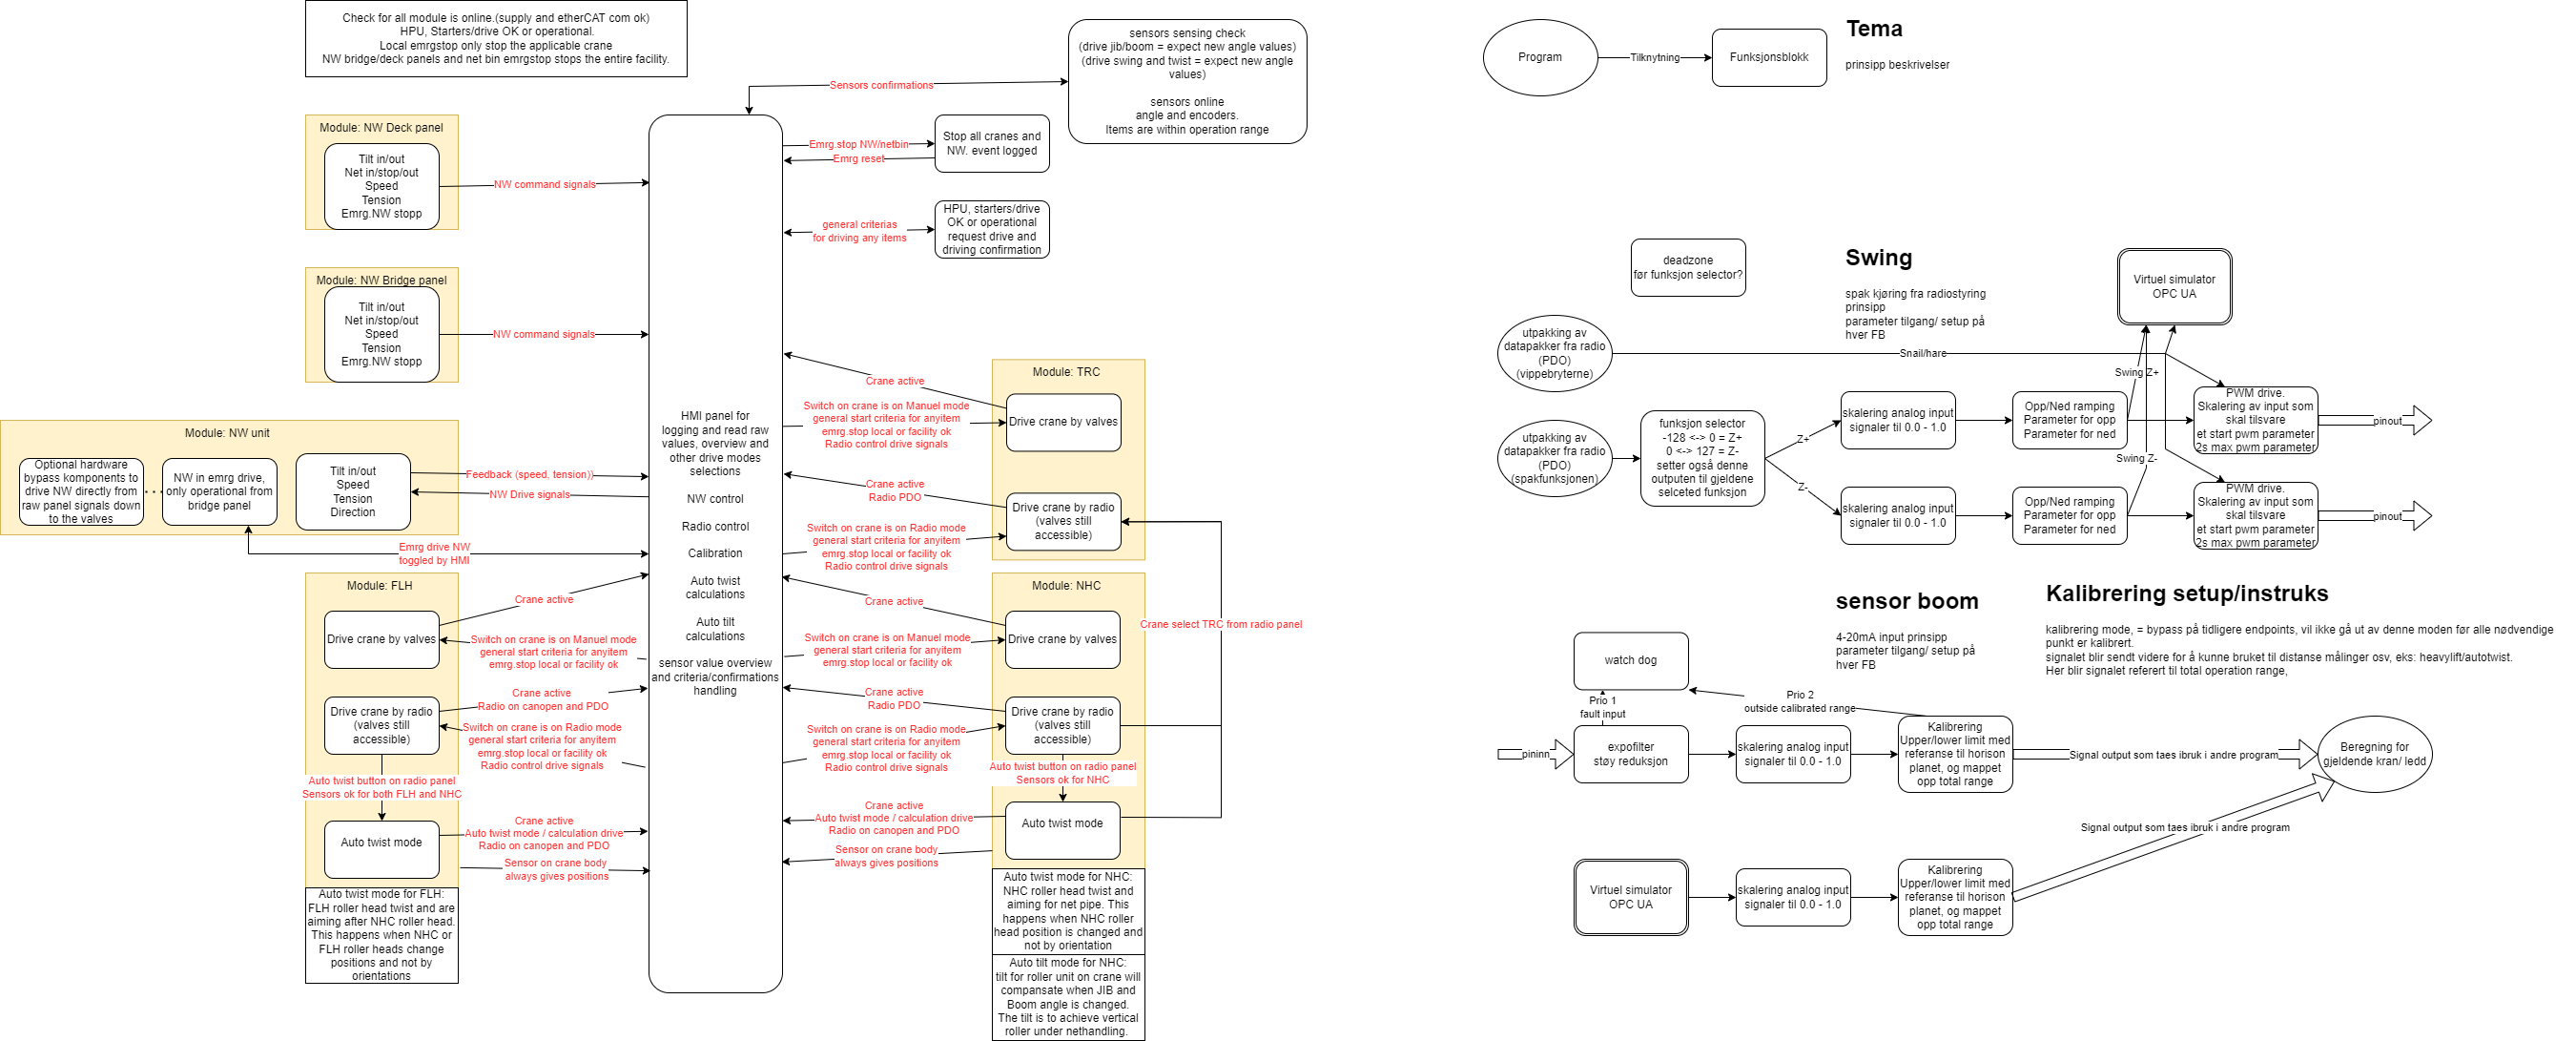 Check for all module is online.(supply and etherCAT com ok)
HPU, Starters/drive OK or operational.
Local emrgstop only stop the applicable crane
NW bridge/deck panels and net bin emrgstop stops the entire facility.
Module: NW Deck panel
Tilt in/out
Net in/stop/out
Speed
Tension
Emrg.NW stopp
NW command signals
Module: NW Bridge panel
Tilt in/out
Net in/stop/out
Speed
Tension
Emrg.NW stopp
NW command signals
Module: NW unit
Optional hardware
bypass komponents to
drive NW directly from
raw panel signals down
to the valves
NW in emrg drive,
only operational from
bridge panel
Tilt in/out
Speed
Tension
Direction
Feedback (speed, tension))
NW Drive signals
Emrg drive NW
toggled by HMI
Module: FLH
Drive crane by valves
Crane active
Switch on crane is on Manuel mode
general start criteria for anyitem
emrg.stop local or facility ok
Drive crane by radio
(valves still
accessible)
Crane active
Radio on canopen and PDO
Switch on crane is on Radio mode
general start criteria for anyitem
emrg.stop local or facility ok
Radio control drive signals
Auto twist button on radio panel
Sensors ok for both FLH and NHC
Auto twist mode
Crane active
Auto twist mode / calculation drive
Radio on canopen and PDO
Sensor on crane body
always gives positions
Auto twist mode for FLH:
FLH roller head twist and are
aiming after NHC roller head.
This happens when NHC or
FLH roller heads change
positions and not by
orientations
HMI panel for
logging and read raw
values, overview and
other drive modes
selections
NW control
Radio control
Calibration
Auto twist
calculations
Auto tilt
calculations
sensor value overview
and criteria/confirmations
handling
Sensors confirmations
sensors sensing check
(drive jib/boom = expect new angle values)
(drive swing and twist = expect new angle
values)
sensors online
angle and encoders.
Items are within operation range
Emrg.stop NW/netbin
Emrg reset
Stop all cranes and
NW. event logged
general criterias
for driving any items
HPU, starters/drive
OK or operational
request drive and
driving confirmation
Module: TRC
Drive crane by valves
Crane active
Switch on crane is on Manuel mode
general start criteria for anyitem
emrg.stop local or facility ok
Radio control drive signals
Crane active
Radio PDO
Drive crane by radio
(valves still
accessible)
Switch on crane is on Radio mode
general start criteria for anyitem
emrg.stop local or facility ok
Radio control drive signals
Module: NHC
Crane active
Drive crane by valves
Switch on crane is on Manuel mode
general start criteria for anyitem
emrg.stop local or facility ok
Crane select TRC from radio panel
Crane active
Radio PDO
Drive crane by radio
(valves still
accessible)
Switch on crane is on Radio mode
general start criteria for anyitem
emrg.stop local or facility ok
Radio control drive signals
Auto twist button on radio panel
Sensors ok for NHC
Auto twist mode
Crane active
Auto twist mode / calculation drive
Radio on canopen and PDO
Sensor on crane body
always gives positions
Auto twist mode for NHC:
NHC roller head twist and
aiming for net pipe. This
happens when NHC roller
head position is changed and
not by orientation
Auto tilt mode for NHC:
tilt for roller unit on crane will
compansate when JIB and
Boom angle is changed.
The tilt is to achieve vertical
roller under nethandling.
Program
Tilknytning
Funksjonsblokk
Tema
prinsipp beskrivelser
deadzone
før funksjon selector?
Swing
spak kjøring fra radiostyring
prinsipp
parameter tilgang/ setup på
hver FB
Virtuel simulator
OPC UA
utpakking av
datapakker fra radio
(PDO)
(vippebryterne)
Snail/hare
utpakking av
datapakker fra radio
(PDO)
(spakfunksjonen)
funksjon selector
-128 <-> 0 = Z+
0 <-> 127 = Z-
setter også denne
outputen til gjeldene
selceted funksjon
Z+
Z-
skalering analog input
signaler til 0.0 - 1.0
Opp/Ned ramping
Parameter for opp
Parameter for ned
Swing Z+
PWM drive.
Skalering av input som
skal tilsvare
et start pwm parameter
2s max pwm parameter
pinout
skalering analog input
signaler til 0.0 - 1.0
Opp/Ned ramping
Parameter for opp
Parameter for ned
Swing Z-
PWM drive.
Skalering av input som
skal tilsvare
et start pwm parameter
2s max pwm parameter
pinout
sensor boom
4-20mA input prinsipp
parameter tilgang/ setup på
hver FB
Kalibrering setup/instruks
kalibrering mode, = bypass på tidligere endpoints, vil ikke gå ut av denne moden før alle nødvendige
punkt er kalibrert.
signalet blir sendt videre for å kunne bruket til distanse målinger osv, eks: heavylift/autotwist.
Her blir signalet referert til total operation range,
watch dog
Prio 1
fault input
Prio 2
outside calibrated range
pininn
expofilter
støy reduksjon
skalering analog input
signaler til 0.0 - 1.0
Kalibrering
Upper/lower limit med
referanse til horison
planet, og mappet
opp total range
Signal output som taes ibruk i andre program
Beregning for
gjeldende kran/ ledd
Signal output som taes ibruk i andre program
Virtuel simulator
OPC UA
skalering analog input
signaler til 0.0 - 1.0
Kalibrering
Upper/lower limit med
referanse til horison
planet, og mappet
opp total range